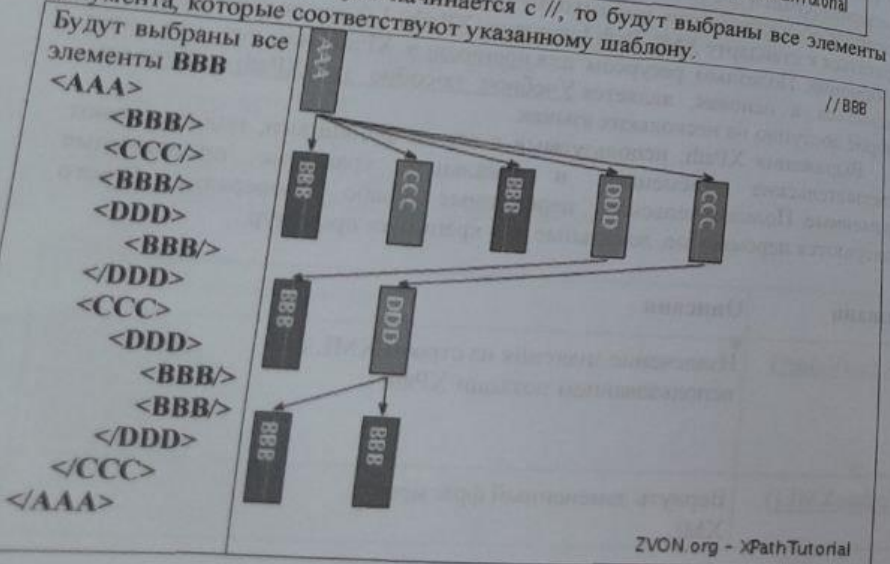 умента, которые соответствуют указанному шаблону.
чинается с //, то будут выбраны все элементы
Будут выбраны все
элементы BBB
<AAA>
<BBB/>
<CCC/>
<BBB/>
<DDD>
<BBB/>
</DDD>
<CCC>
<DDD>
<BBB/>
<BBB/>
</DDD>
</CCC>
</AAA>
//BBB
AAA
BBB
CCC
BBB
DDD
CCC
BBB
DDD
BBB
BBB
ZVON.org - XPathTutorial